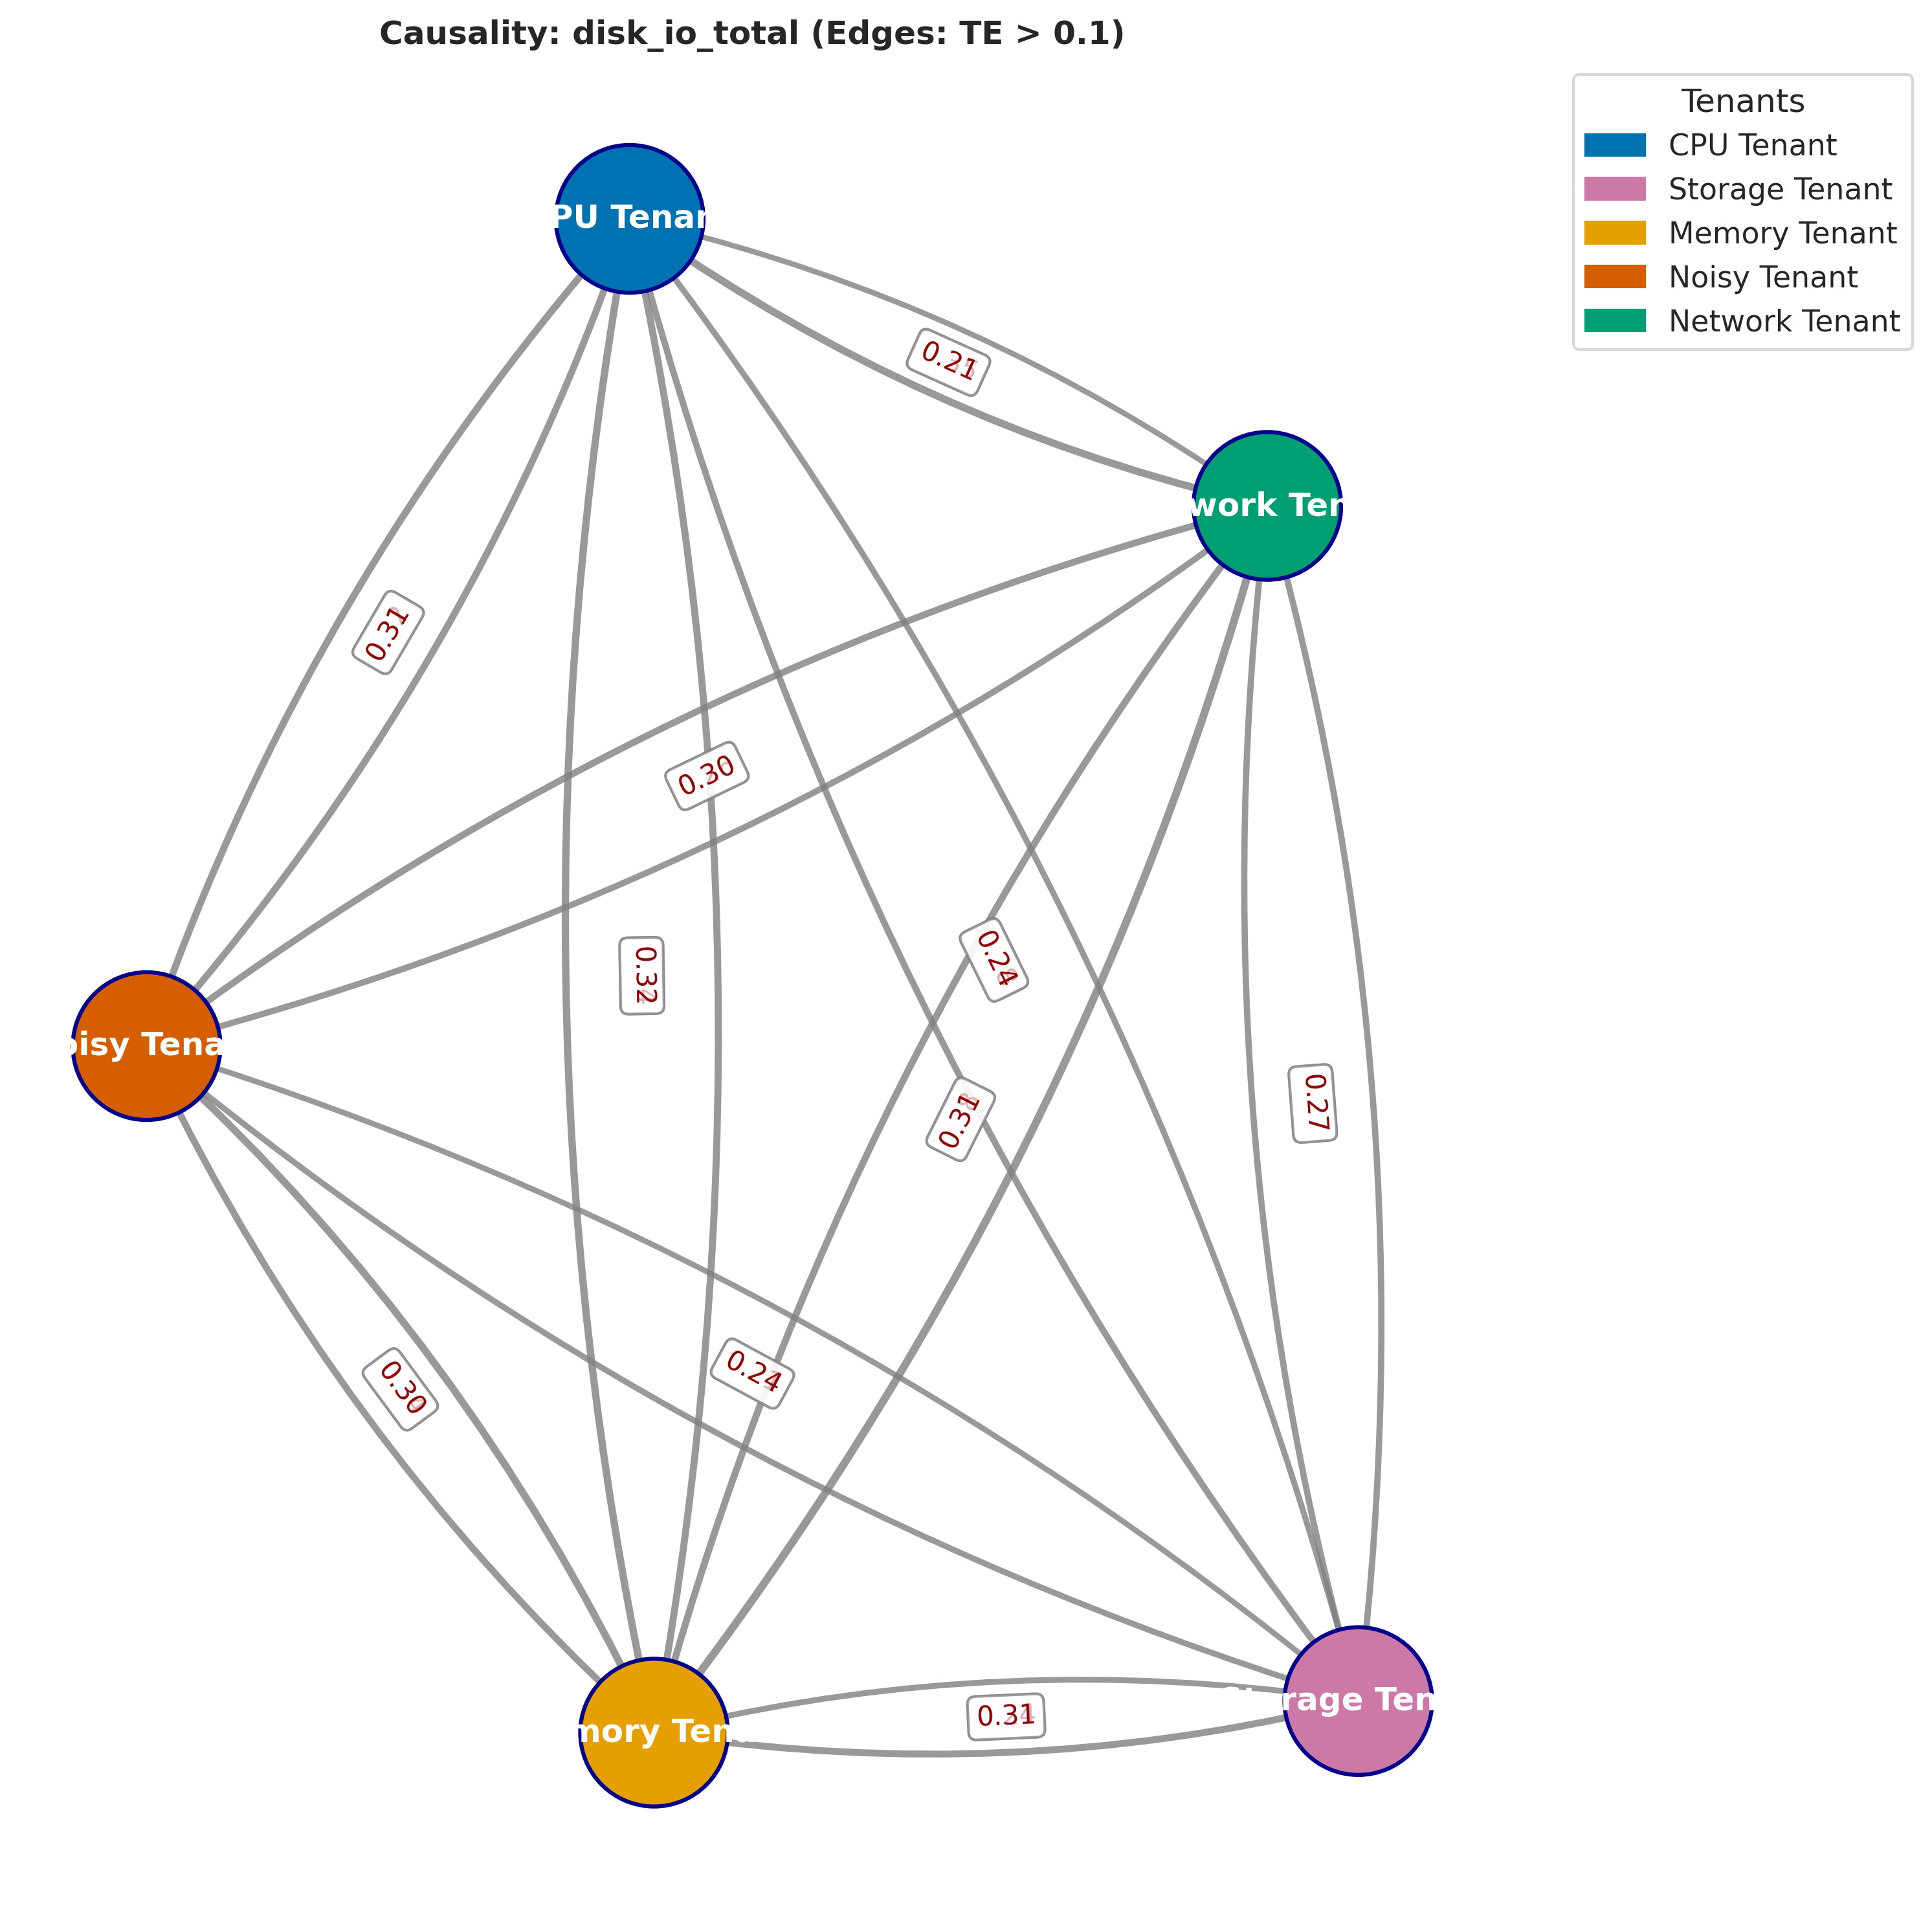 Causality: disk_io_total (Edges: TE > 0.1)
Tenants
CPU Tenant
Storage Tenant
Memory Tenant
Noisy Tenant
Network Tenant
PU Tenan
work Ten
oisy Tena
mory Ten
rage Ten
0.21
0.31
0.30
0.32
0.24
0.31
0.27
0.24
0.30
0.31